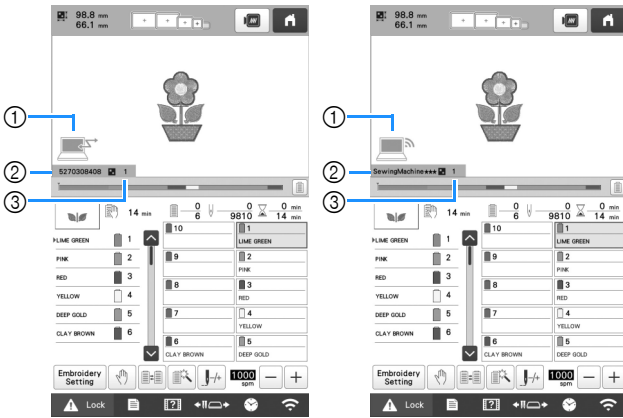 98.8 mm
66.1 mm
①
② 5270308408 1
③
14 min 0 6 0 9810 0 min 14 min
LIME GREEN 1
PINK 2
RED 3
YELLOW 4
DEEP GOLD 5
CLAY BROWN 6
10 1
LIME GREEN
9 2
PINK
8 3
RED
7 4
YELLOW
6 5
CLAY BROWN DEEP GOLD
Embroidery
Setting
-/+ 1000
spm − +
Lock
98.8 mm
66.1 mm
①
② SewingMachine★★★ 1
③
14 min 0 6 0 9810 0 min 14 min
LIME GREEN 1
PINK 2
RED 3
YELLOW 4
DEEP GOLD 5
CLAY BROWN 6
10 1
LIME GREEN
9 2
PINK
8 3
RED
7 4
YELLOW
6 5
CLAY BROWN DEEP GOLD
Embroidery
Setting
-/+ 1000
spm − +
Lock